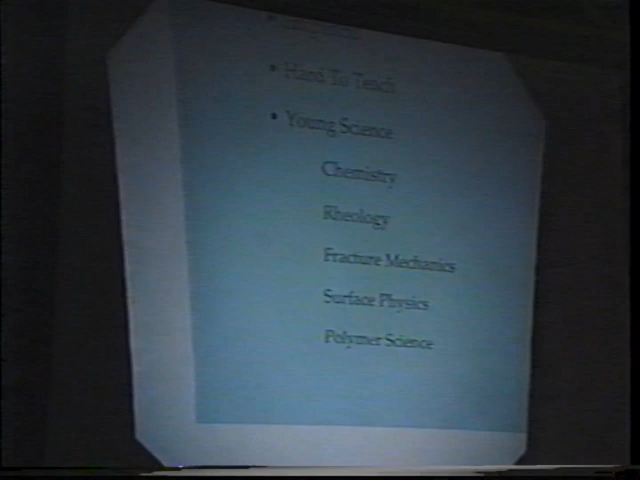 • Hard To Teach
• Young Science
Chemistry
Rheology
Fracture Mechanics
Surface Physics
Polymer Science